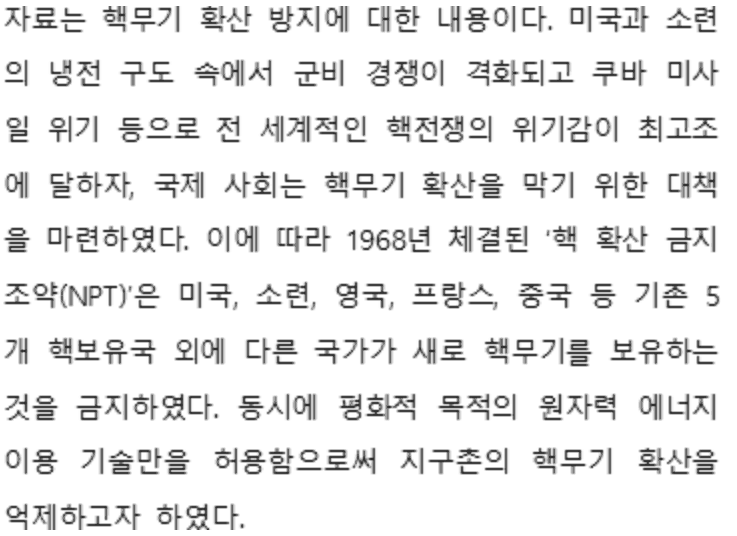 자료는 핵무기 확산 방지에 대한 내용이다. 미국과 소련
의 냉전 구도 속에서 군비 경쟁이 격화되고 쿠바 미사
일 위기 등으로 전 세계적인 핵전쟁의 위기감이 최고조
에 달하자, 국제 사회는 핵무기 확산을 막기 위한 대책
을 마련하였다. 이에 따라 1968년 체결된 ‘핵 확산 금지
조약(NPT)’은 미국, 소련, 영국, 프랑스, 중국 등 기존 5
개 핵보유국 외에 다른 국가가 새로 핵무기를 보유하는
것을 금지하였다. 동시에 평화적 목적의 원자력 에너지
이용 기술만을 허용함으로써 지구촌의 핵무기 확산을
억제하고자 하였다.